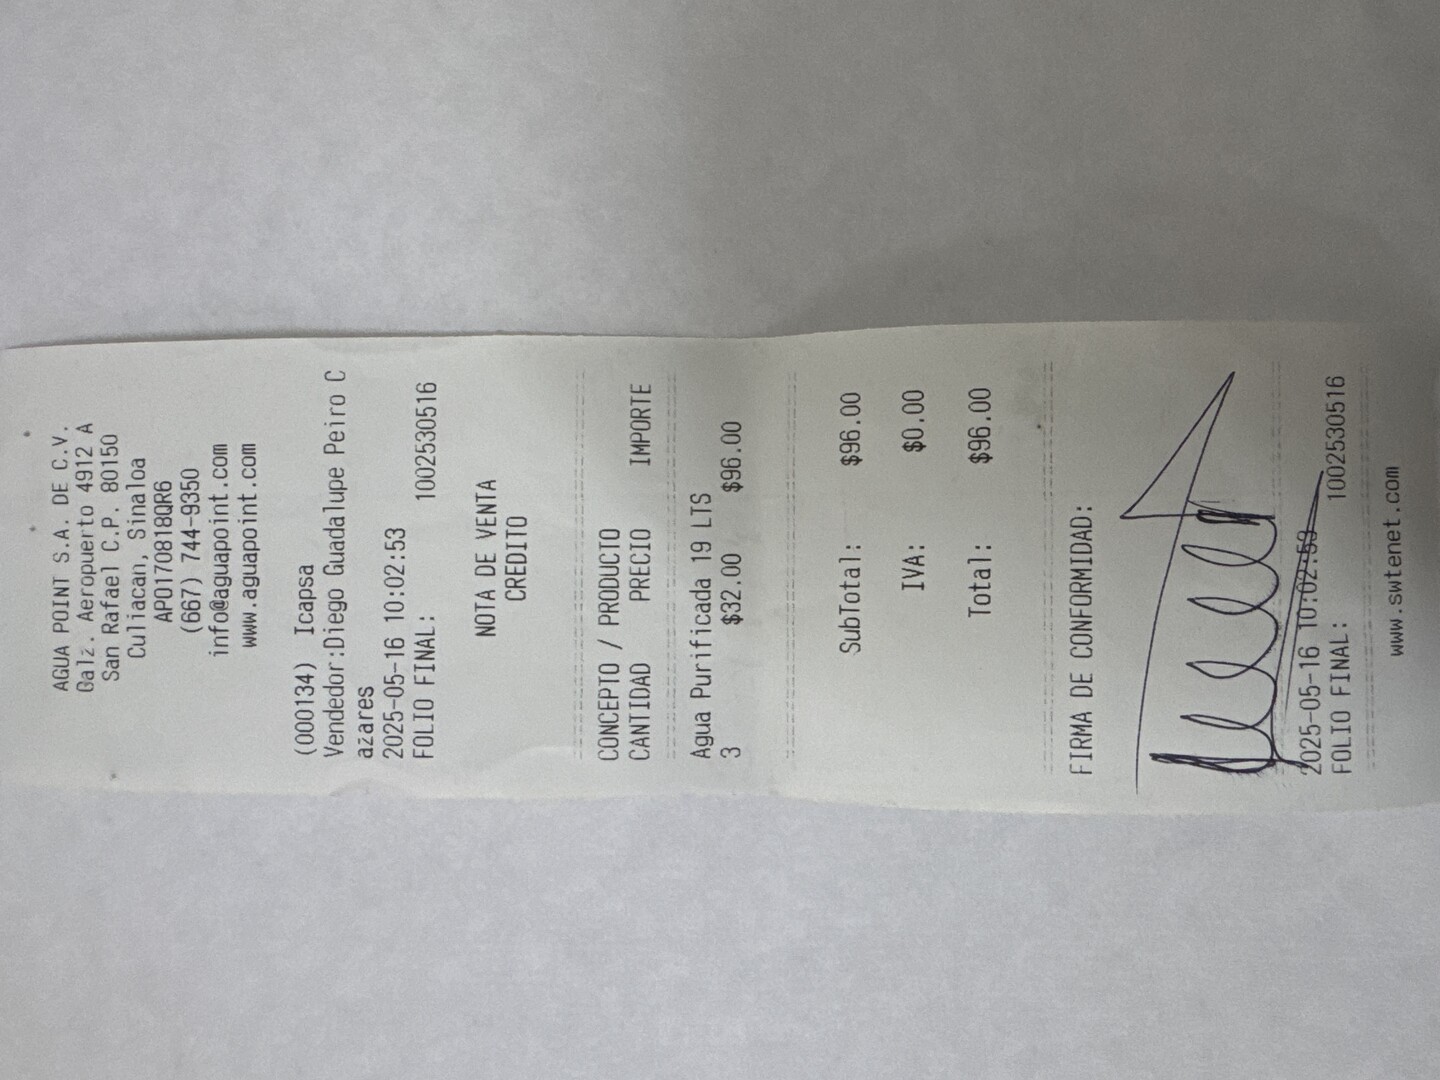 AGUA POINT S.A. DE C.V.
Galz. Aeropuerto 4912 A
San Rafael C.P. 80150
Culiacan, Sinaloa
APO170818QR6
(667) 744-9350
info@aguapoint.com
www.aguapoint.com
(000134) Icapsa
Vendedor:Diego Guadalupe Peiro C
azares
2025-05-16 10:02:53
FOLIO FINAL: 1002530516
NOTA DE VENTA
CREDITO
CONCEPTO / PRODUCTO
CANTIDAD PRECIO IMPORTE
Agua Purificada 19 LTS
3 $32.00 $96.00
SubTotal: $96.00
IVA: $0.00
Total: $96.00
FIRMA DE CONFORMIDAD:
2025-05-16 10:02:53
FOLIO FINAL: 1002530516
www.swtenet.com